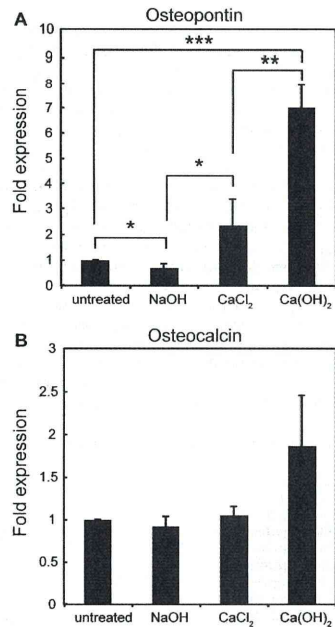 A
Osteopontin
Fold expression
10
9
8
7
6
5
4
3
2
1
0
***
**
*
*
untreated NaOH CaCl₂ Ca(OH)₂
B
Osteocalcin
Fold expression
3
2.5
2
1.5
1
0.5
0
untreated NaOH CaCl₂ Ca(OH)₂